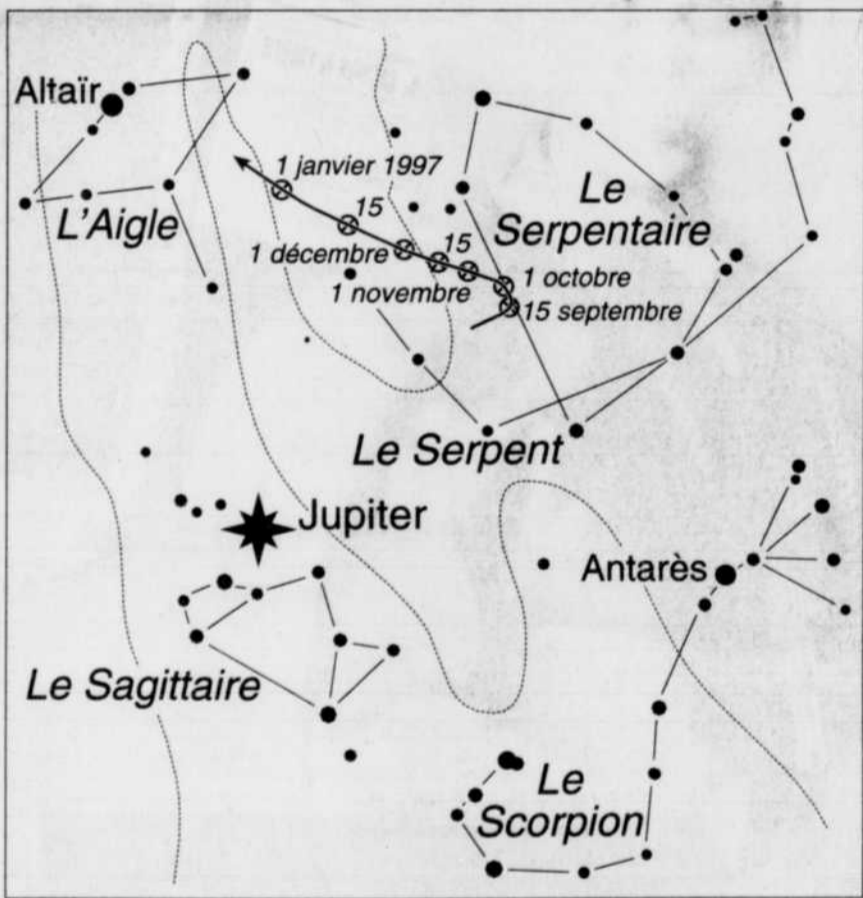 Altaïr
1 janvier 1997
15
Le
Serpentaire
L'Aigle
1 décembre
15
1 octobre
1 novembre
15 septembre
Le Serpent
Jupiter
Antarès
Le Sagittaire
Le
Scorpion